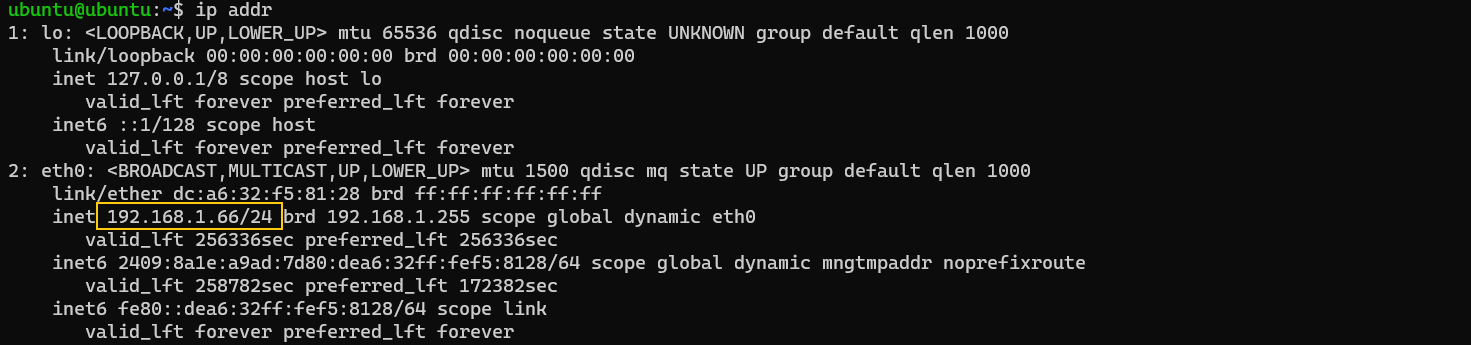 ubuntu@ubuntu:~$ ip addr
1: lo: <LOOPBACK,UP,LOWER_UP> mtu 65536 qdisc noqueue state UNKNOWN group default qlen 1000
    link/loopback 00:00:00:00:00:00 brd 00:00:00:00:00:00
    inet 127.0.0.1/8 scope host lo
       valid_lft forever preferred_lft forever
    inet6 ::1/128 scope host
       valid_lft forever preferred_lft forever
2: eth0: <BROADCAST,MULTICAST,UP,LOWER_UP> mtu 1500 qdisc mq state UP group default qlen 1000
    link/ether dc:a6:32:f5:81:28 brd ff:ff:ff:ff:ff:ff
    inet 192.168.1.66/24 brd 192.168.1.255 scope global dynamic eth0
       valid_lft 256336sec preferred_lft 256336sec
    inet6 2409:8a1e:a9ad:7d80:dea6:32ff:fef5:8128/64 scope global dynamic mngtmpaddr noprefixroute
       valid_lft 258782sec preferred_lft 172382sec
    inet6 fe80::dea6:32ff:fef5:8128/64 scope link
       valid_lft forever preferred_lft forever